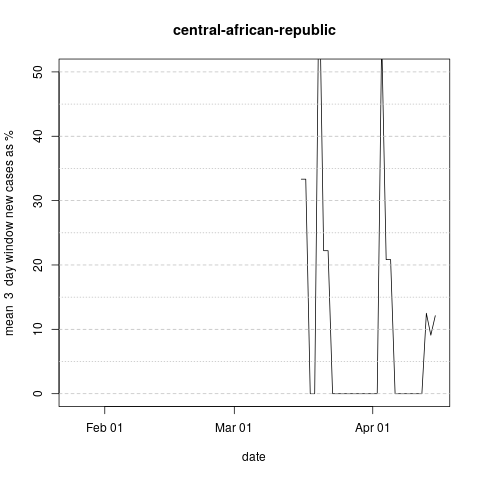 central-african-republic
mean  3  day window new cases as %
50
40
30
20
10
0
Feb 01
Mar 01
Apr 01
date